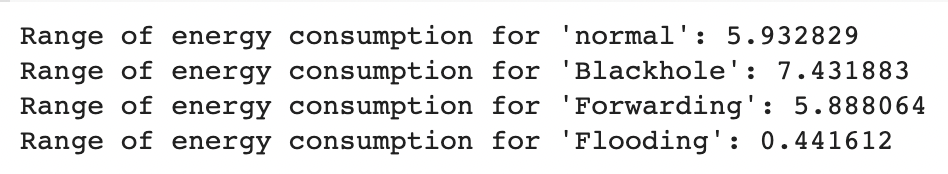 Range of energy consumption for 'normal': 5.932829
Range of energy consumption for 'Blackhole': 7.431883
Range of energy consumption for 'Forwarding': 5.888064
Range of energy consumption for 'Flooding': 0.441612